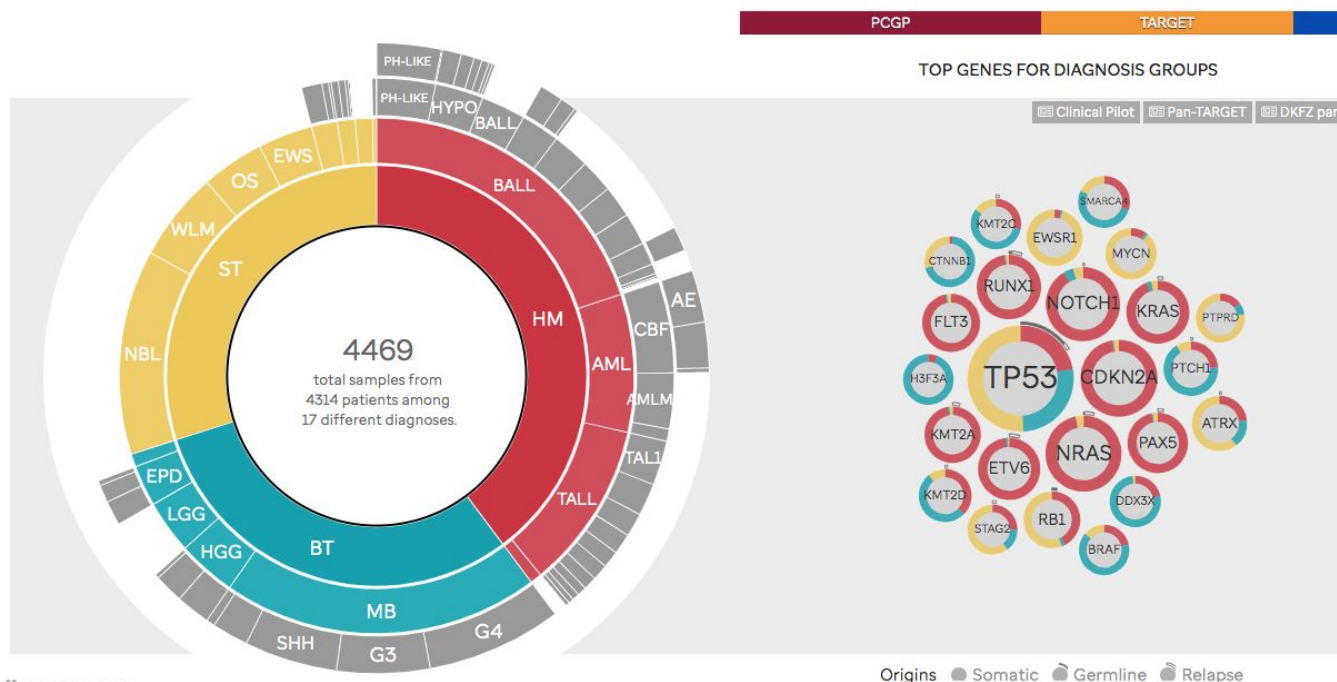 PCGP
TARGET
TOP GENES FOR DIAGNOSIS GROUPS
Clinical Pilot
Pan-TARGET
DKFZ pan
PH-LIKE
PH-LIKE
HYPO
BALL
BALL
EWS
OS
WLM
ST
NBL
HM
CBF
AE
AML
AMLM
TAL1
TALL
EPD
LGG
HGG
BT
MB
SHH
G3
G4
4469
total samples from
4314 patients among
17 different diagnoses.
SMARCA4
KMT2C
EWSR1
MYCN
CTNNB1
RUNX1
NOTCH1
KRAS
FLT3
PTPRD
H3F3A
TP53
CDKN2A
PTCH1
ATRX
KMT2A
ETV6
NRAS
PAX5
KMT2D
DDX3X
STAG2
RB1
BRAF
Origins Somatic Germline Relapse